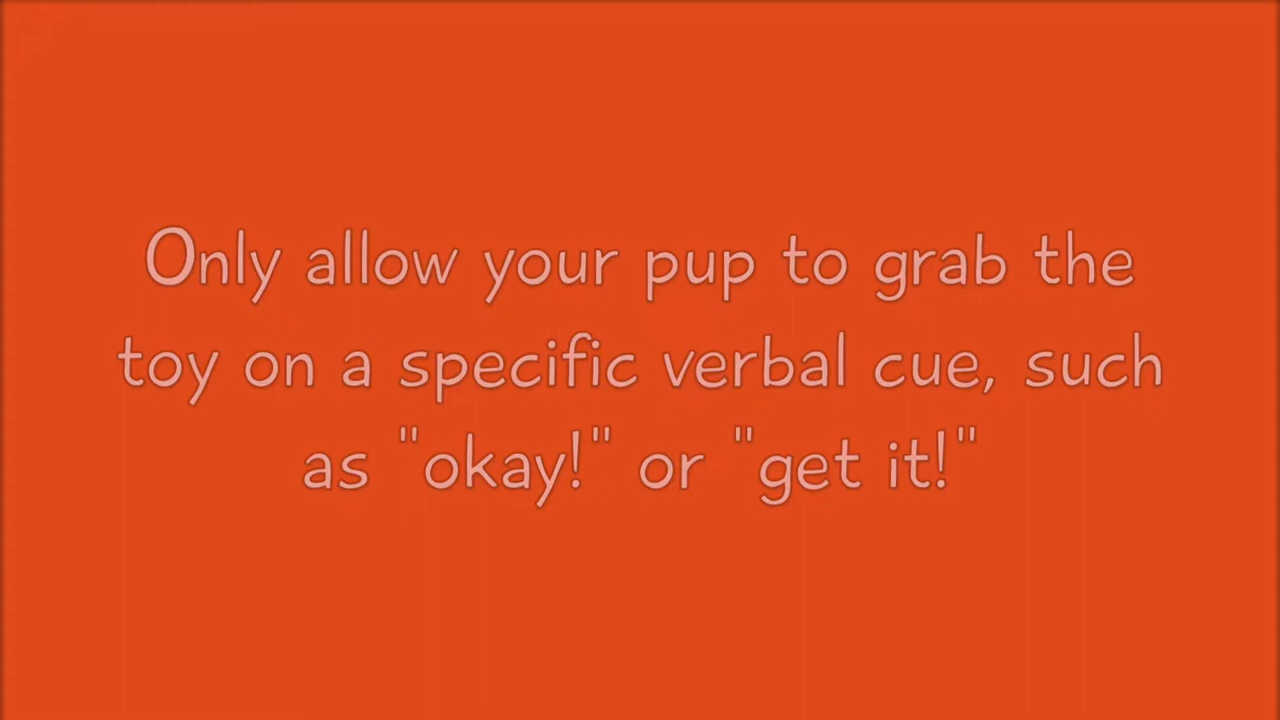 Only allow your pup to grab the
toy on a specific verbal cue, such
as "okay!" or "get it!"